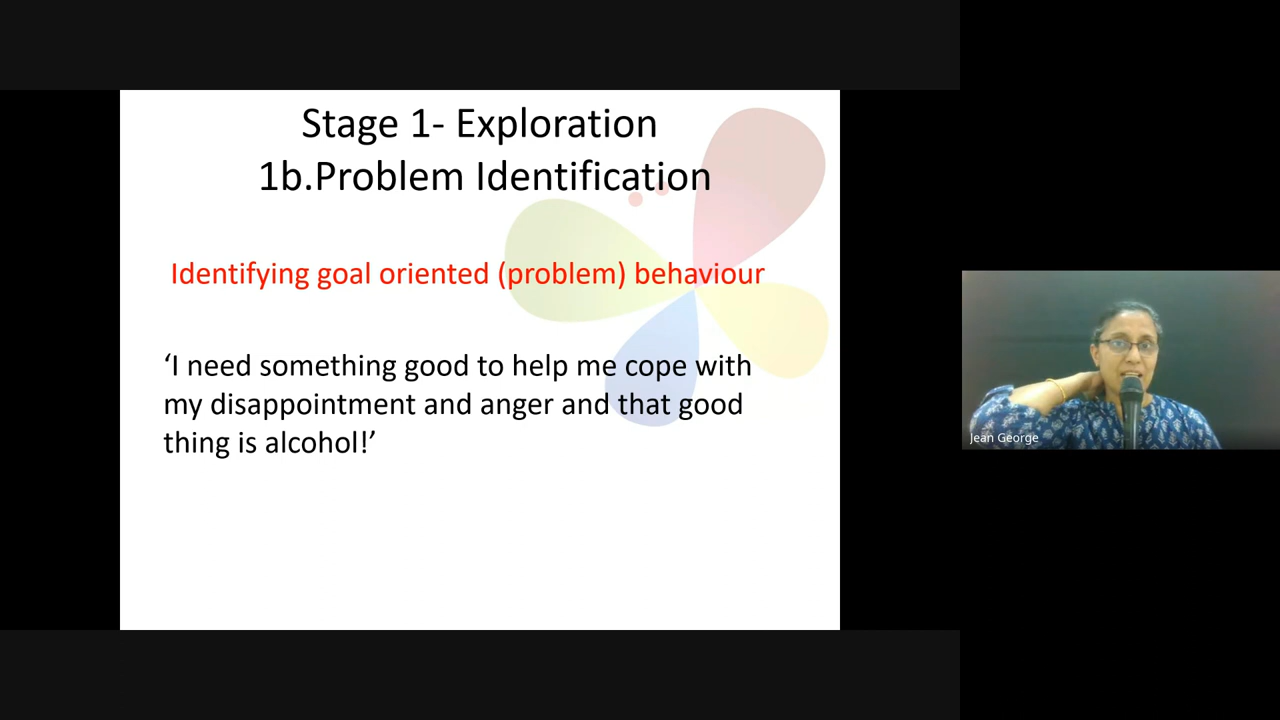 Stage 1- Exploration
1b.Problem Identification
Identifying goal oriented (problem) behaviour
‘I need something good to help me cope with
my disappointment and anger and that good
thing is alcohol!’
Jean George